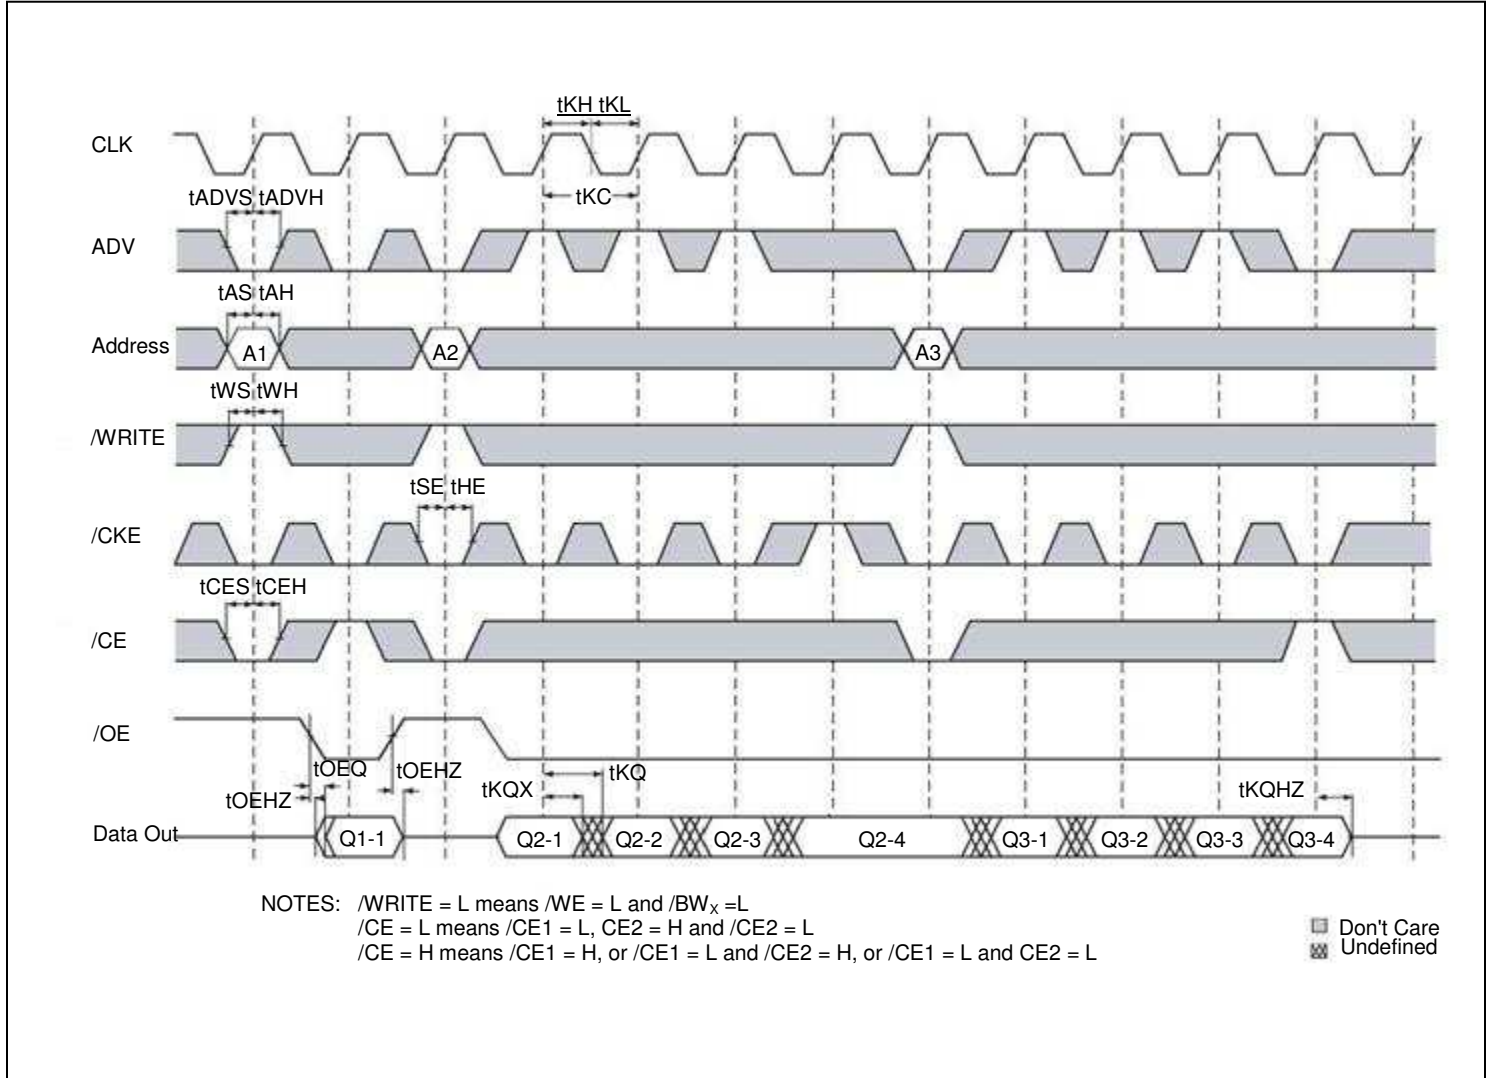 tKH tKL
CLK
tKC
tADVS tADVH
ADV
tAS tAH
Address
A1
A2
A3
tWS tWH
/WRITE
tSE tHE
/CKE
tCES tCEH
/CE
/OE
tOEQ
tOEHZ
tKQ
tOEHZ
tKQX
tKQHZ
Data Out
Q1-1
Q2-1
Q2-2
Q2-3
Q2-4
Q3-1
Q3-2
Q3-3
Q3-4
NOTES: /WRITE = L means /WE = L and /BWX =L
/CE = L means /CE1 = L, CE2 = H and /CE2 = L
/CE = H means /CE1 = H, or /CE1 = L and /CE2 = H, or /CE1 = L and CE2 = L
Don't Care
Undefined